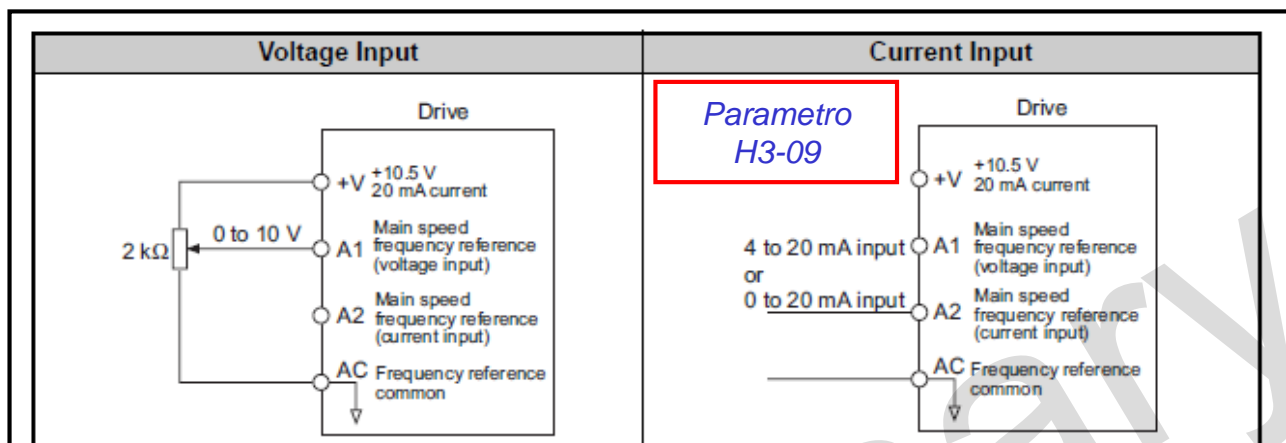 Voltage Input
Drive
+V +10.5 V
20 mA current
2 kΩ
0 to 10 V
A1 Main speed
frequency reference
(voltage input)
A2 Main speed
frequency reference
(current input)
AC Frequency reference
common
Current Input
Parametro
H3-09
Drive
+V +10.5 V
20 mA current
4 to 20 mA input
or
0 to 20 mA input
A1 Main speed
frequency reference
(voltage input)
A2 Main speed
frequency reference
(current input)
AC Frequency reference
common